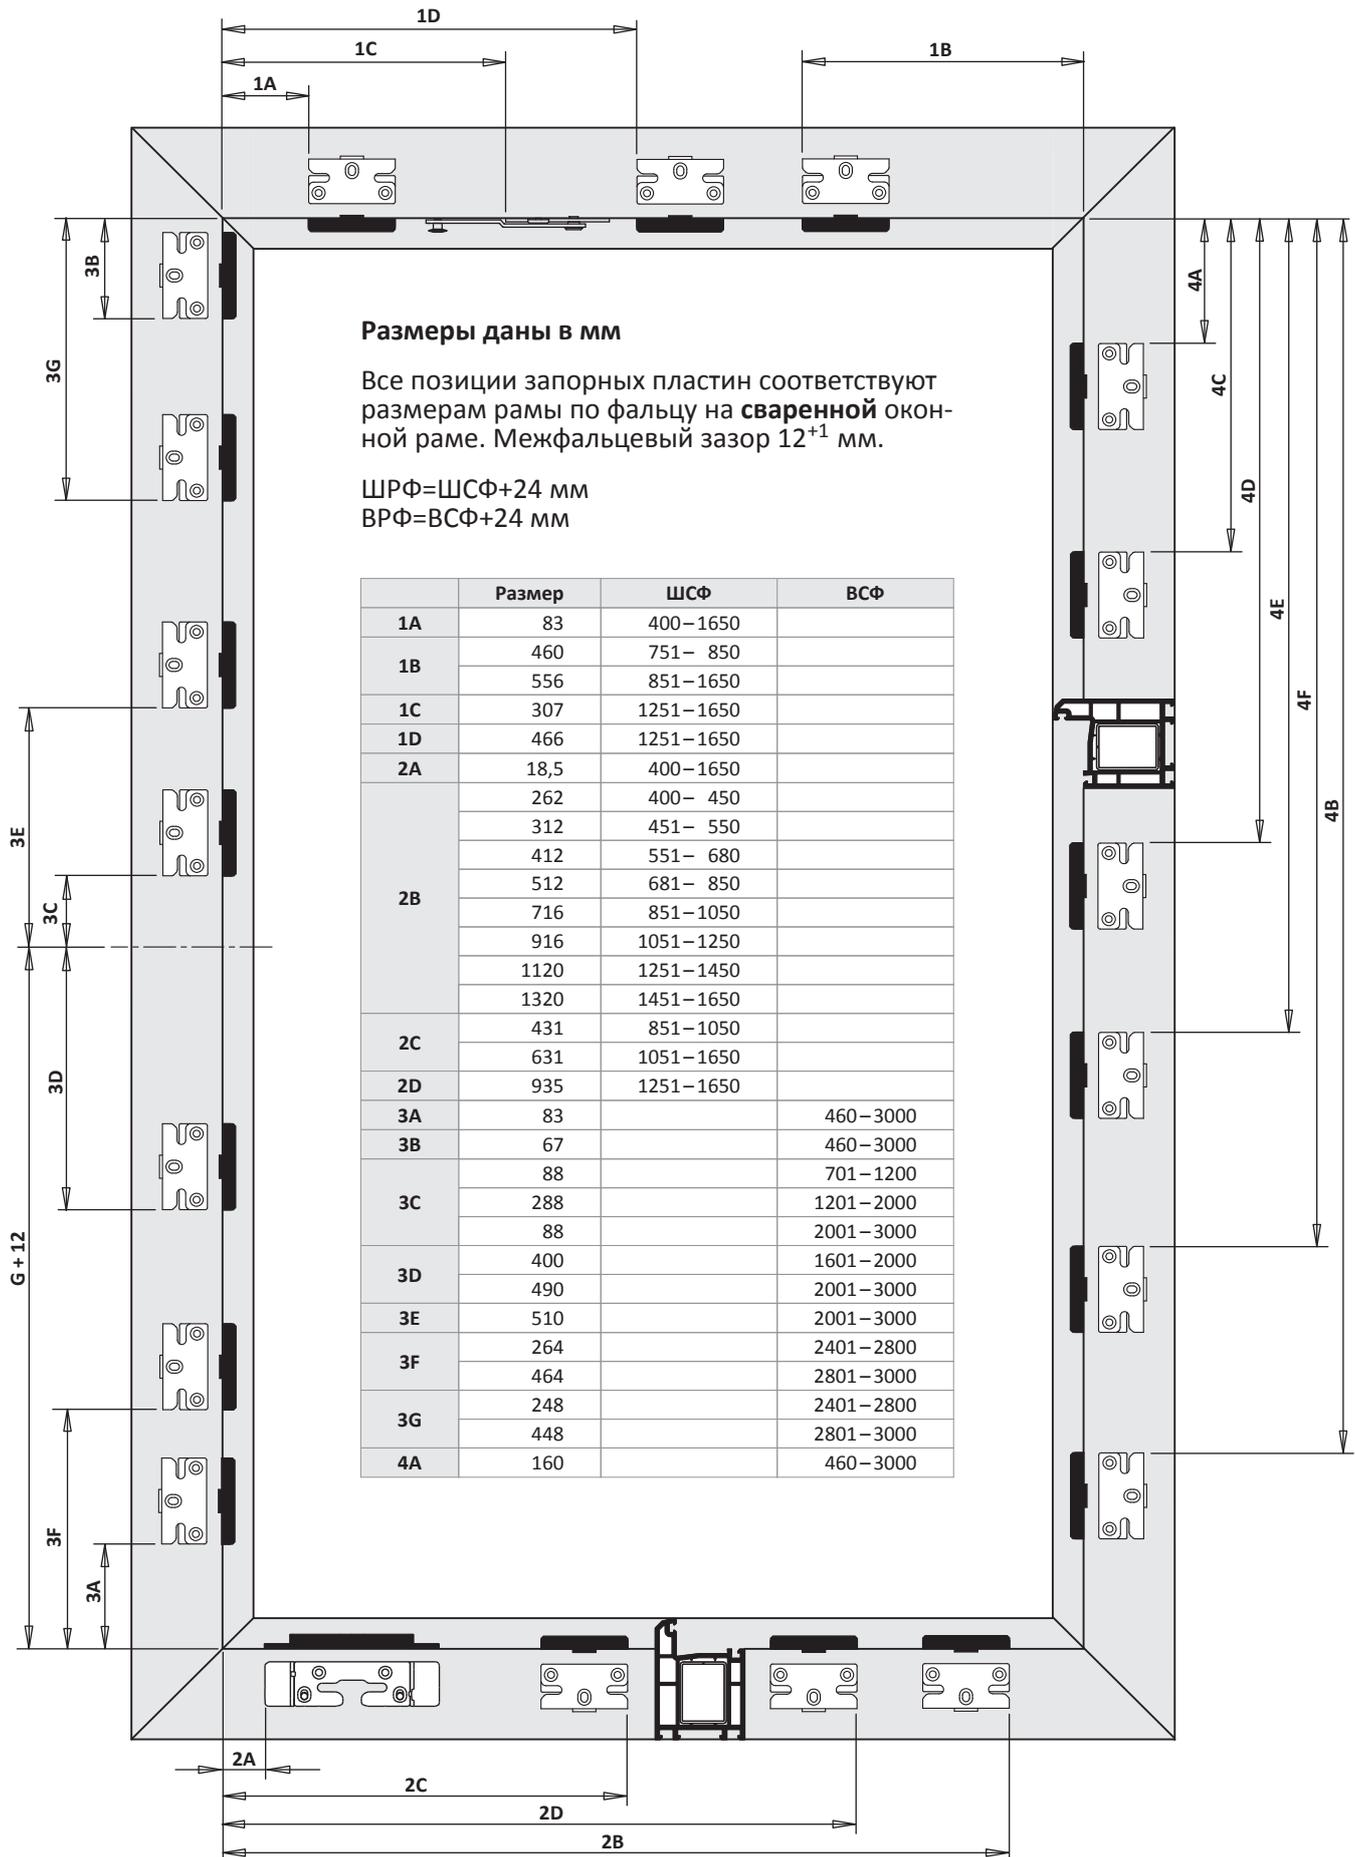 1D
1C
1B
1A
3B
3G
4A
4C
4D
4E
4F
4B
Размеры даны в мм
Все позиции запорных пластин соответствуют
размерам рамы по фальцу на сваренной окон-
ной раме. Межфальцевый зазор 12+1 мм.
ШРФ=ШСФ+24 мм
ВРФ=ВСФ+24 мм
Размер ШСФ ВСФ
1A 83 400–1650
1B 460 751– 850
556 851–1650
1C 307 1251–1650
1D 466 1251–1650
2A 18,5 400–1650
2B 262 400– 450
312 451– 550
412 551– 680
512 681– 850
716 851–1050
916 1051–1250
1120 1251–1450
1320 1451–1650
2C 431 851–1050
631 1051–1650
2D 935 1251–1650
3A 83 460–3000
3B 67 460–3000
3C 88 701–1200
288 1201–2000
88 2001–3000
3D 400 1601–2000
490 2001–3000
3E 510 2001–3000
3F 264 2401–2800
464 2801–3000
3G 248 2401–2800
448 2801–3000
4A 160 460–3000
3E
3C
3D
G + 12
3F
3A
2A
2C
2D
2B